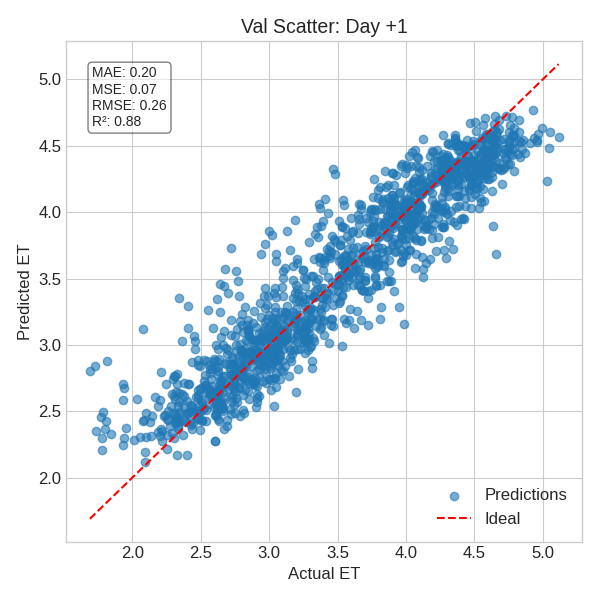 Val Scatter: Day +1
MAE: 0.20
MSE: 0.07
RMSE: 0.26
R²: 0.88
5.0
4.5
4.0
3.5
3.0
2.5
2.0
Predicted ET
Predictions
Ideal
2.0 2.5 3.0 3.5 4.0 4.5 5.0
Actual ET